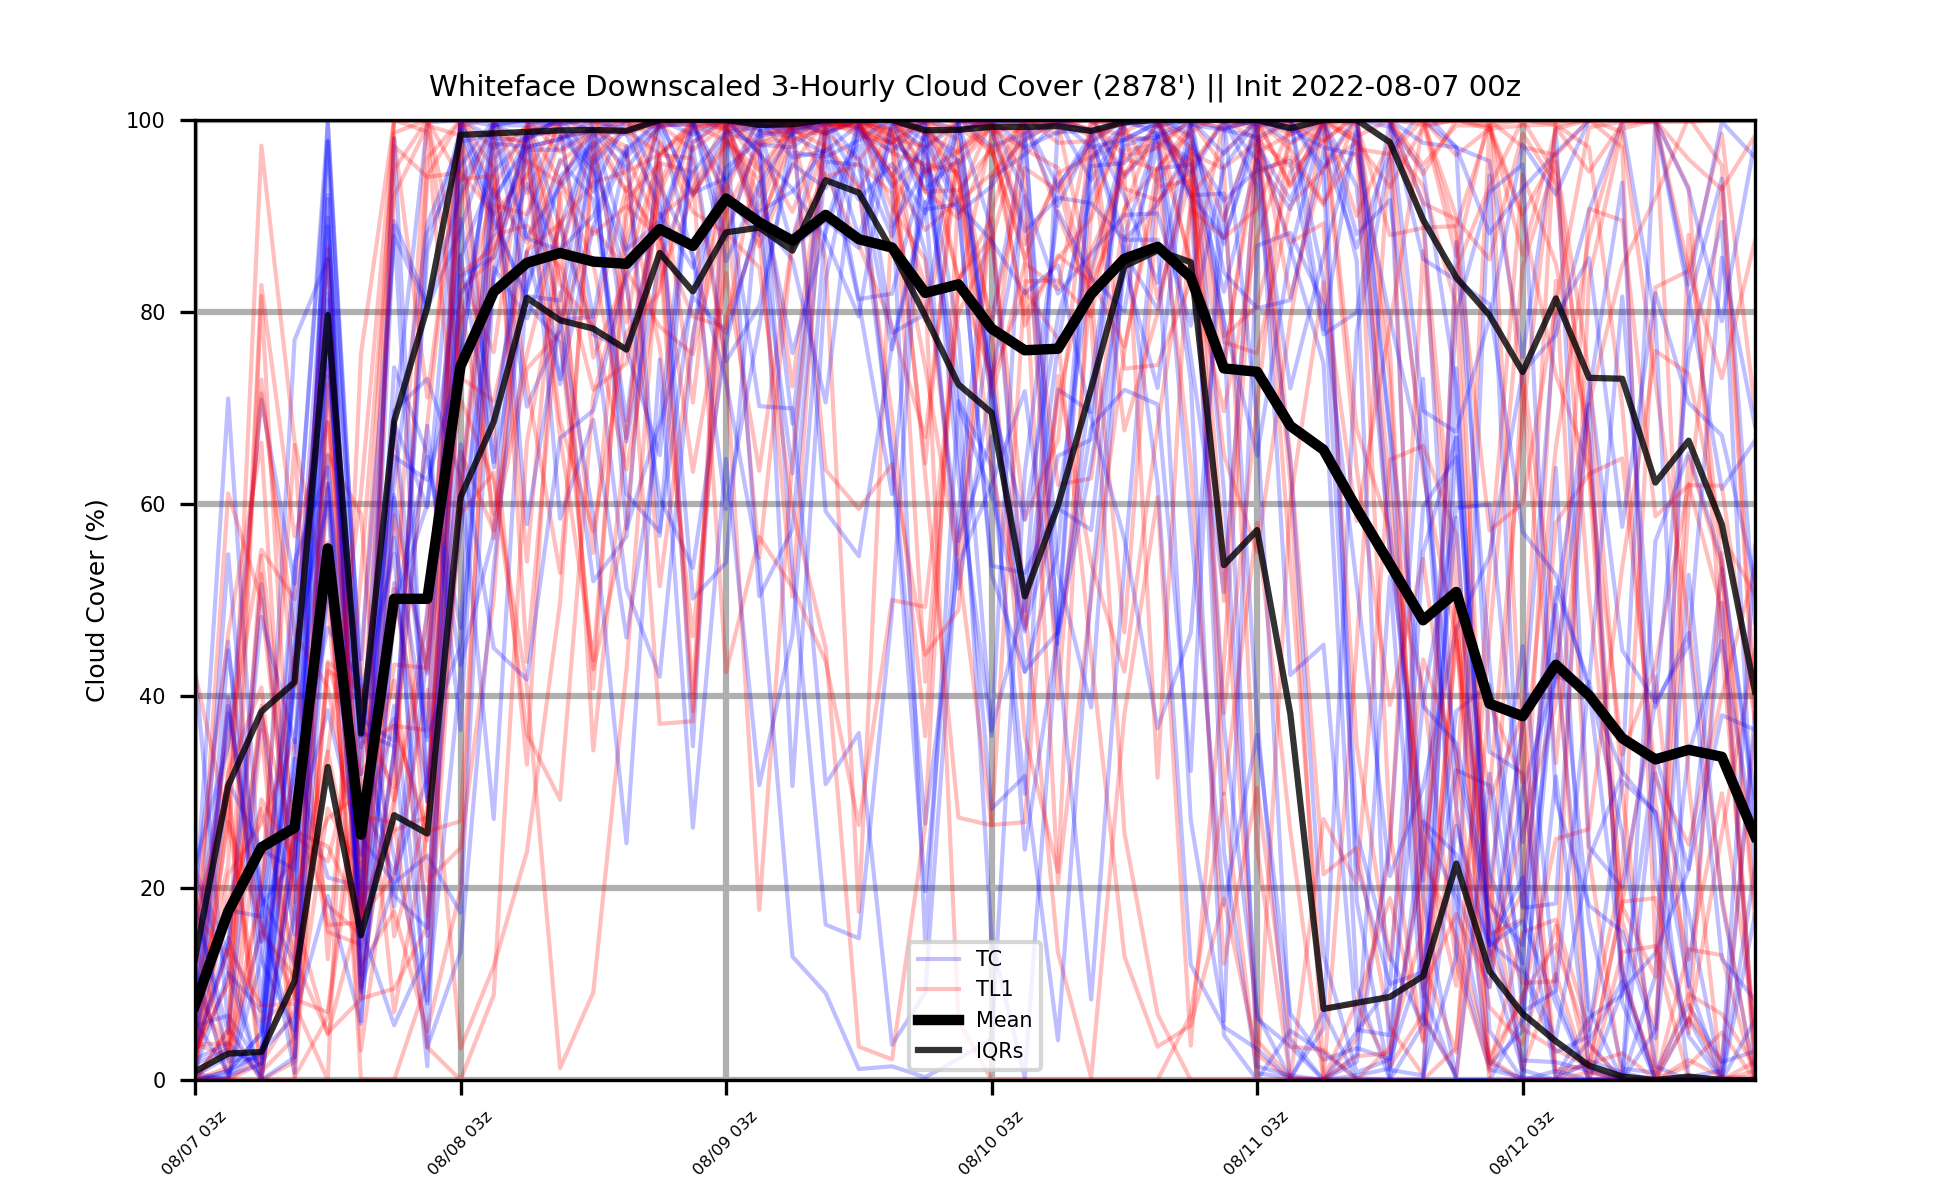 Whiteface Downscaled 3-Hourly Cloud Cover (2878') || Init 2022-08-07 00z
Cloud Cover (%)
100
80
60
40
20
0
TC
TL1
Mean
IQRs
08/07 03z
08/08 03z
08/09 03z
08/10 03z
08/11 03z
08/12 03z